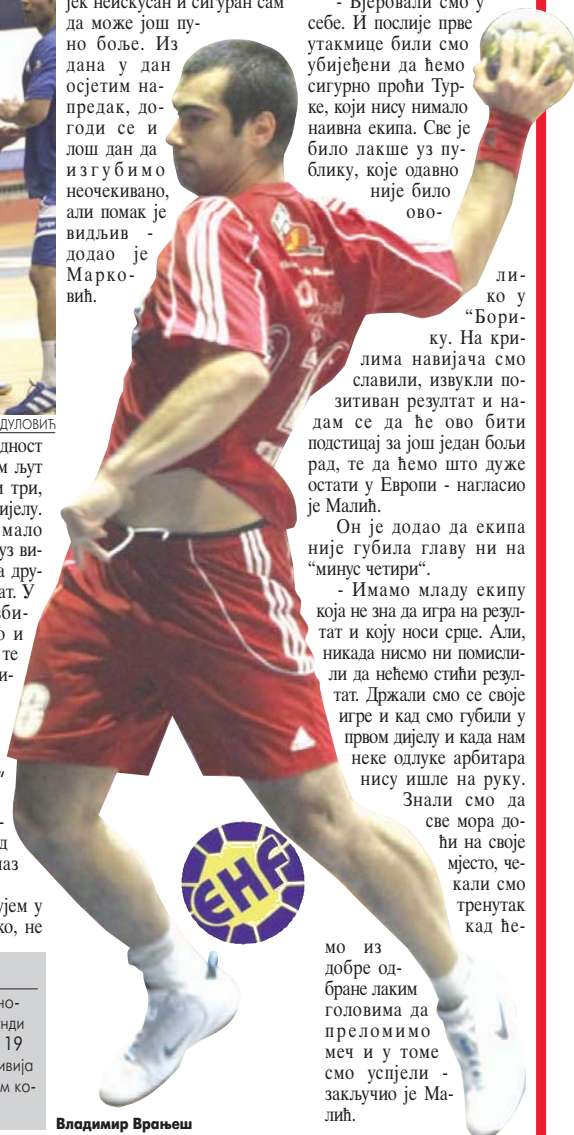 јек неискусан и сигуран сам
да може још пу-
но боље. Из
дана у дан
осјетим на-
предак, до-
годи се и
лош дан да
изгубимо
неочекивано,
али помак је
видљив -
додао је
Марко-
вић.
ДУЛОВИЋ
дност
м љут
и три,
ијелу.
мало
уз ви-
а дру-
ат. У
зби-
о и
те
и-
"
-
д
паз
ујем у
ко, не
но-
нди
19
ивија
м ко-
- Вјеровали смо у
себе. И послије прве
утакмице били смо
убијеђени да ћемо
сигурно проћи Тур-
ке, који нису нимало
наивна екипа. Све је
било лакше уз пу-
блику, које одавно
није било
ово-
ли-
ко у
“Бори-
ку. На кри-
лима навијача смо
славили, извукли по-
зитиван резултат и на-
дам се да ће ово бити
подстицај за још један бољи
рад, те да ћемо што дуже
остати у Европи - нагласио
је Малић.
Он је додао да екипа
није губила главу ни на
“минус четири“.
- Имамо младу екипу
која не зна да игра на резул-
тат и коју носи срце. Али,
никада нисмо ни помисли-
ли да нећемо стићи резул-
тат. Држали смо се своје
игре и кад смо губили у
првом дијелу и када нам
неке одлуке арбитара
нису ишле на руку.
Знали смо да
све мора до-
ћи на своје
мјесто, че-
кали смо
тренутак
кад ће-
мо из
добре од-
бране лаким
головима да
преломимо
меч и у томе
смо успјели -
закључио је Ма-
лић.
EHF
Владимир Врањеш